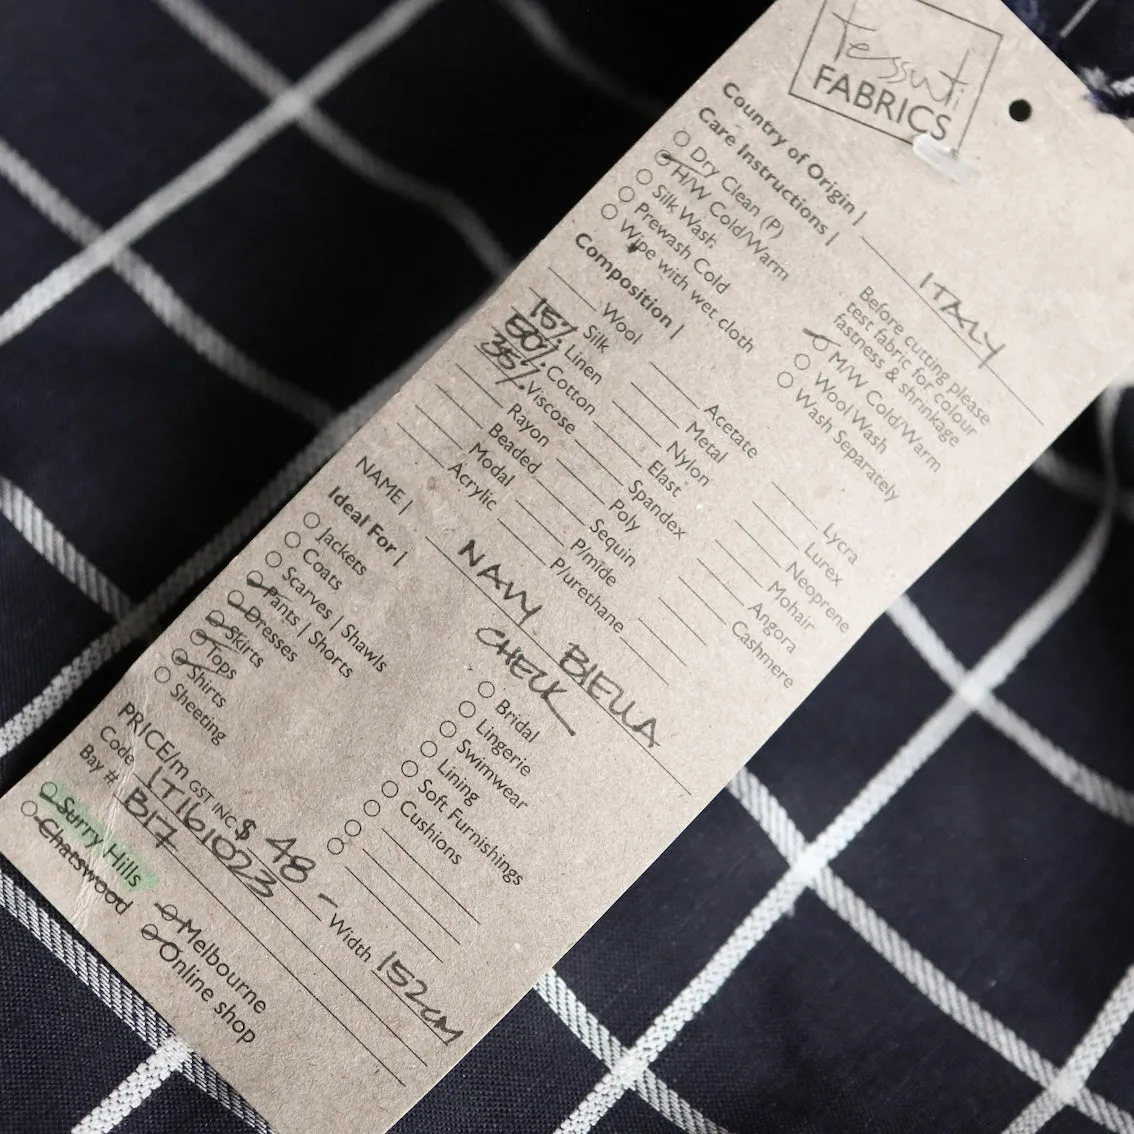 Tessuti
FABRICS
Country of Origin | ITALY
Care Instructions |
Dry Clean (P)
H/W Cold/Warm
Silk Wash
Prewash Cold
Wipe with wet cloth
Before cutting please
test fabric for colour
fastness & shrinkage
M/W Cold/Warm
Wool Wash
Wash Separately
Composition |
Wool
Silk
15% Linen
50% Cotton
35% Viscose
Rayon
Beaded
Modal
Acrylic
Acetate
Metal
Nylon
Elast
Spandex
Poly
Sequin
P/mide
P/urethane
Lycra
Lurex
Neoprene
Mohair
Angora
Cashmere
NAME | NAVY BIELLA
CHECK
Ideal For |
Jackets
Coats
Scarves | Shawls
Pants | Shorts
Dresses
Skirts
Tops
Shirts
Sheeting
Bridal
Lingerie
Swimwear
Lining
Soft Furnishings
Cushions
PRICE/m GST INC $ 48 - Width 152cm
Code IT161023
Bay # B17
Surry Hills
Chatswood
Melbourne
Online shop